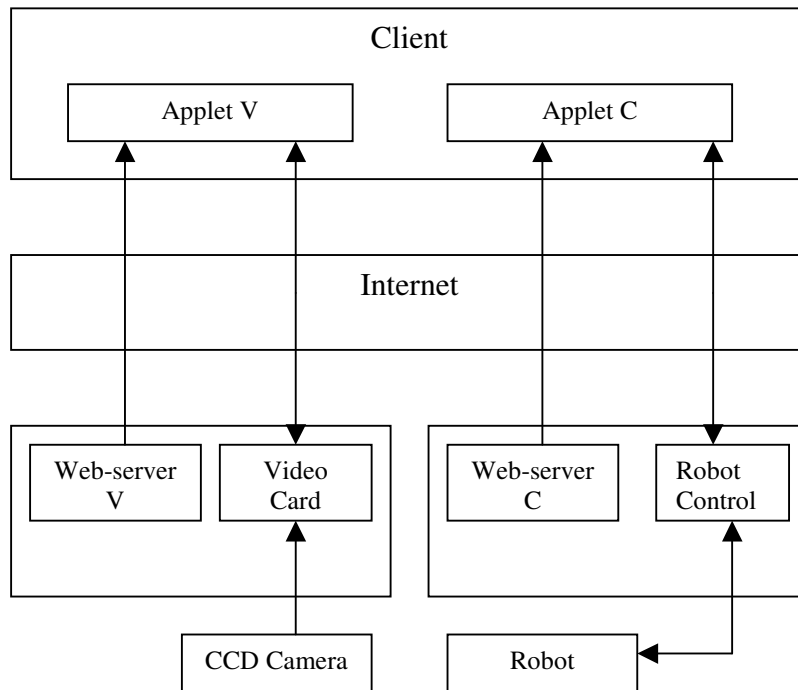 Client
Applet V
Applet C
Internet
Web-server
V
Video
Card
Web-server
C
Robot
Control
CCD Camera
Robot